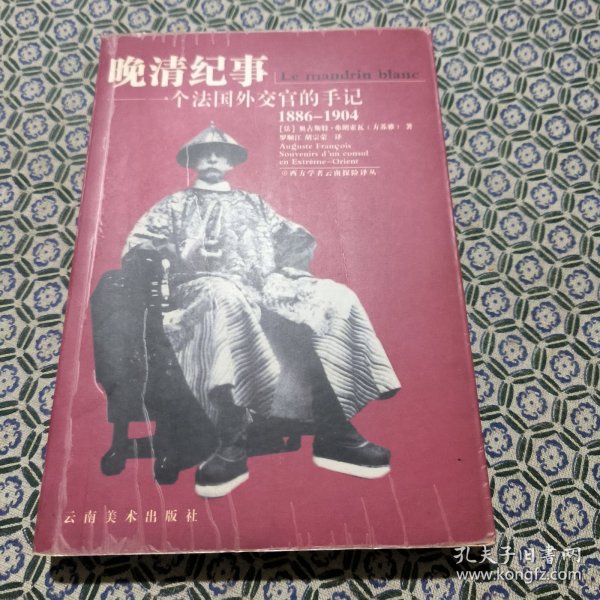 晚清纪事
Le mandrin blanc
——一个法国外交官的手记
1886-1904
[法] 奥古斯特·弗朗索瓦（方苏雅）著
罗顺江 胡宗荣 译
Auguste François
Souvenirs d'un consul
en Extrême-Orient
◎西方学者云南探险译丛
云南美术出版社
孔夫子旧书网
www.kongfz.com